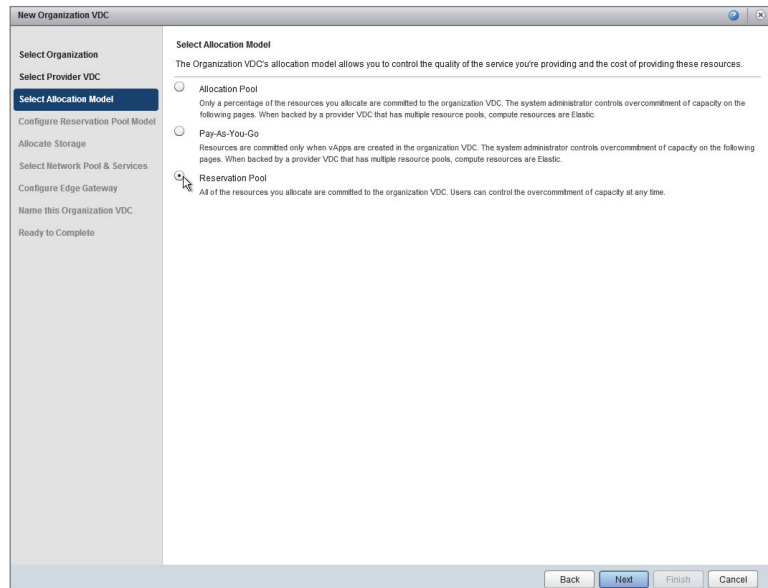 New Organization VDC
Select Organization
Select Provider VDC
Select Allocation Model
Configure Reservation Pool Model
Allocate Storage
Select Network Pool & Services
Configure Edge Gateway
Name this Organization VDC
Ready to Complete
Select Allocation Model
The Organization VDC's allocation model allows you to control the quality of the service you're providing and the cost of providing these resources.
Allocation Pool
Only a percentage of the resources you allocate are committed to the organization VDC. The system administrator controls overcommitment of capacity on the
following pages. When backed by a provider VDC that has multiple resource pools, compute resources are Elastic.
Pay-As-You-Go
Resources are committed only when vApps are created in the organization VDC. The system administrator controls overcommitment of capacity on the following
pages. When backed by a provider VDC that has multiple resource pools, compute resources are Elastic.
Reservation Pool
All of the resources you allocate are committed to the organization VDC. Users can control the overcommitment of capacity at any time.
Back Next Finish Cancel